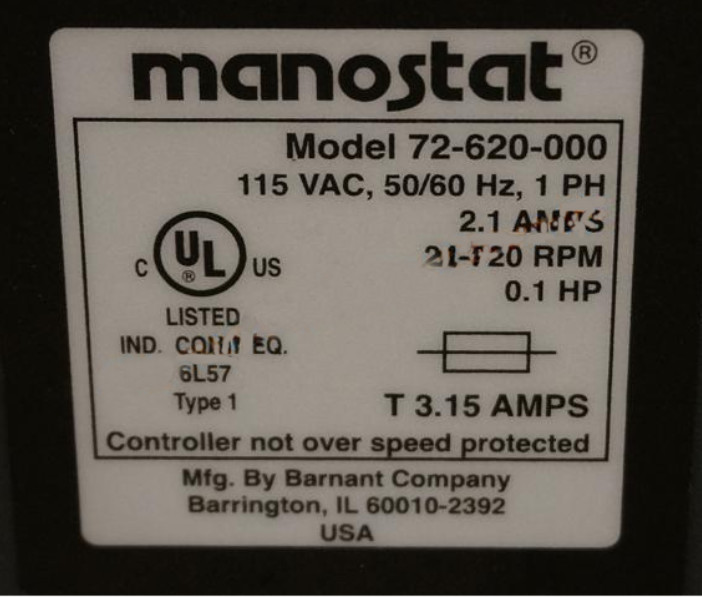 manostat®
Model 72-620-000
115 VAC, 50/60 Hz, 1 PH
2.1 AMPS
RPM
0.1 HP
C UL® US
LISTED
IND. EQ.
6L57
Type 1
T 3.15 AMPS
Controller not over speed protected
Mfg. By Barnant Company
Barrington, IL 60010-2392
USA